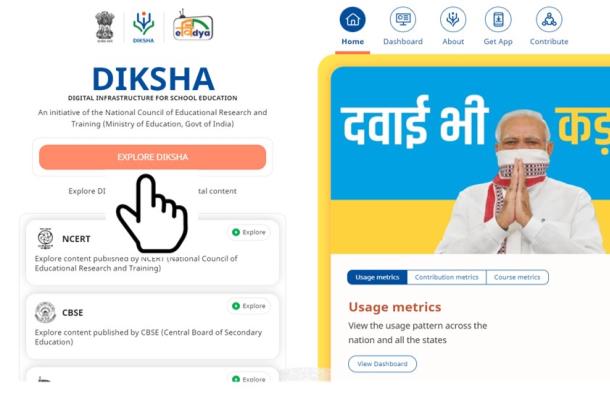 DIKSHA
DIKSHA
DIGITAL INFRASTRUCTURE FOR SCHOOL EDUCATION
An initiative of the National Council of Educational Research and
Training (Ministry of Education, Govt of India)
EXPLORE DIKSHA
Explore DI
tal content
NCERT
Explore
Explore content published by NCERT (National Council of
Educational Research and Training)
CBSE
Explore
Explore content published by CBSE (Central Board of Secondary
Education)
Explore
Home
Dashboard
About
Get App
Contribute
दवाई भी
Usage metrics
Contribution metrics
Course metrics
Usage metrics
View the usage pattern across the
nation and all the states
View Dashboard